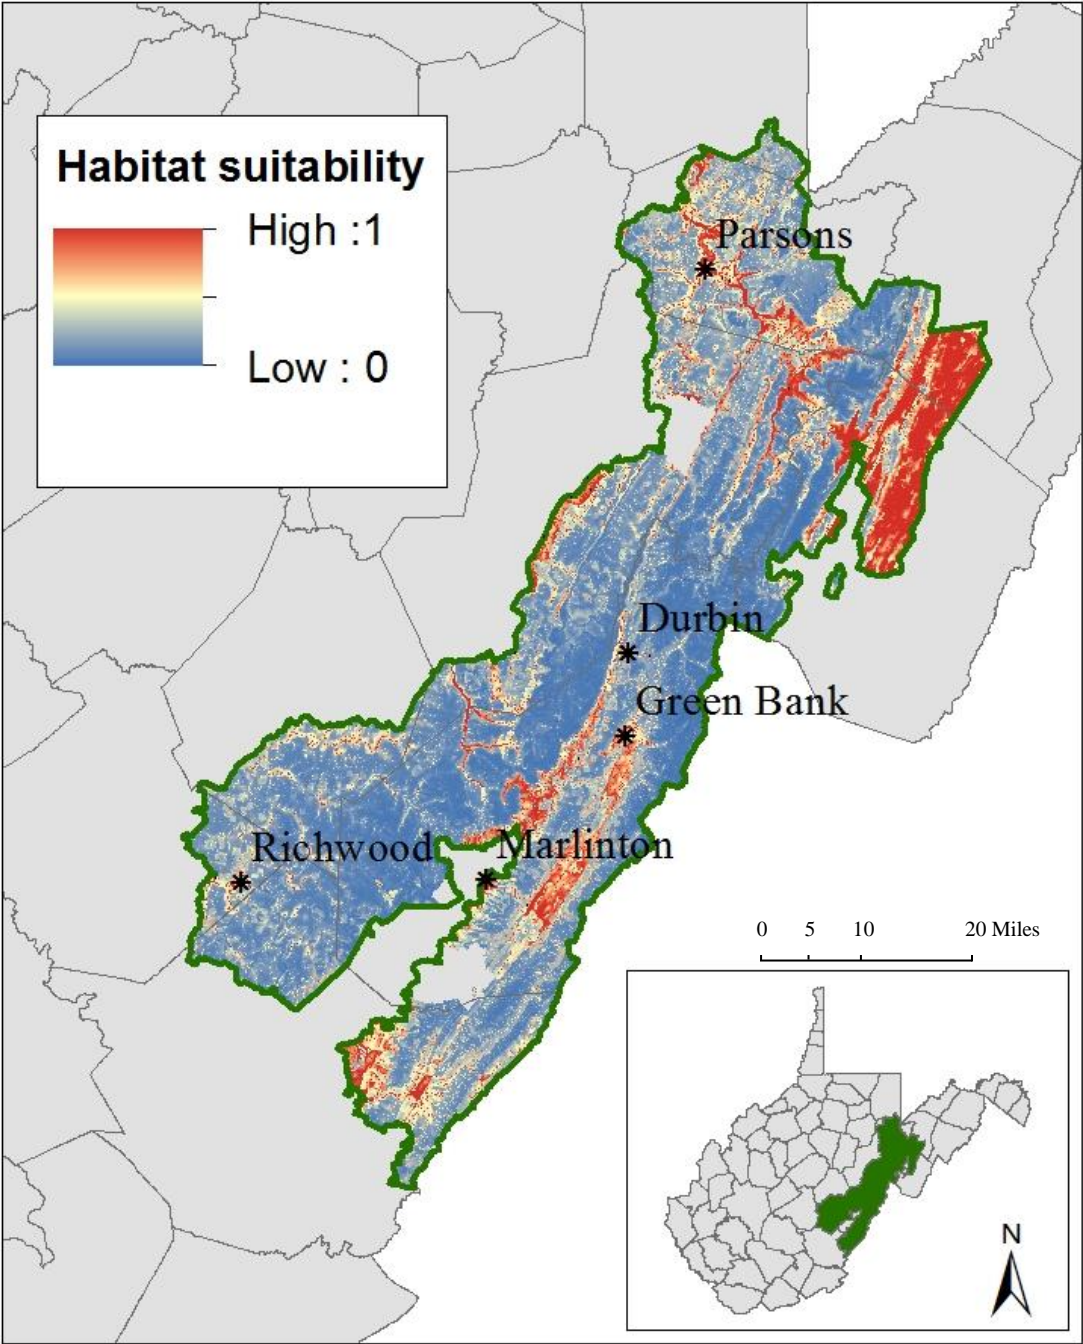 Habitat suitability
High :1
Low : 0
Parsons
Durbin
Green Bank
Richwood
Marlinton
0 5 10 20 Miles
N